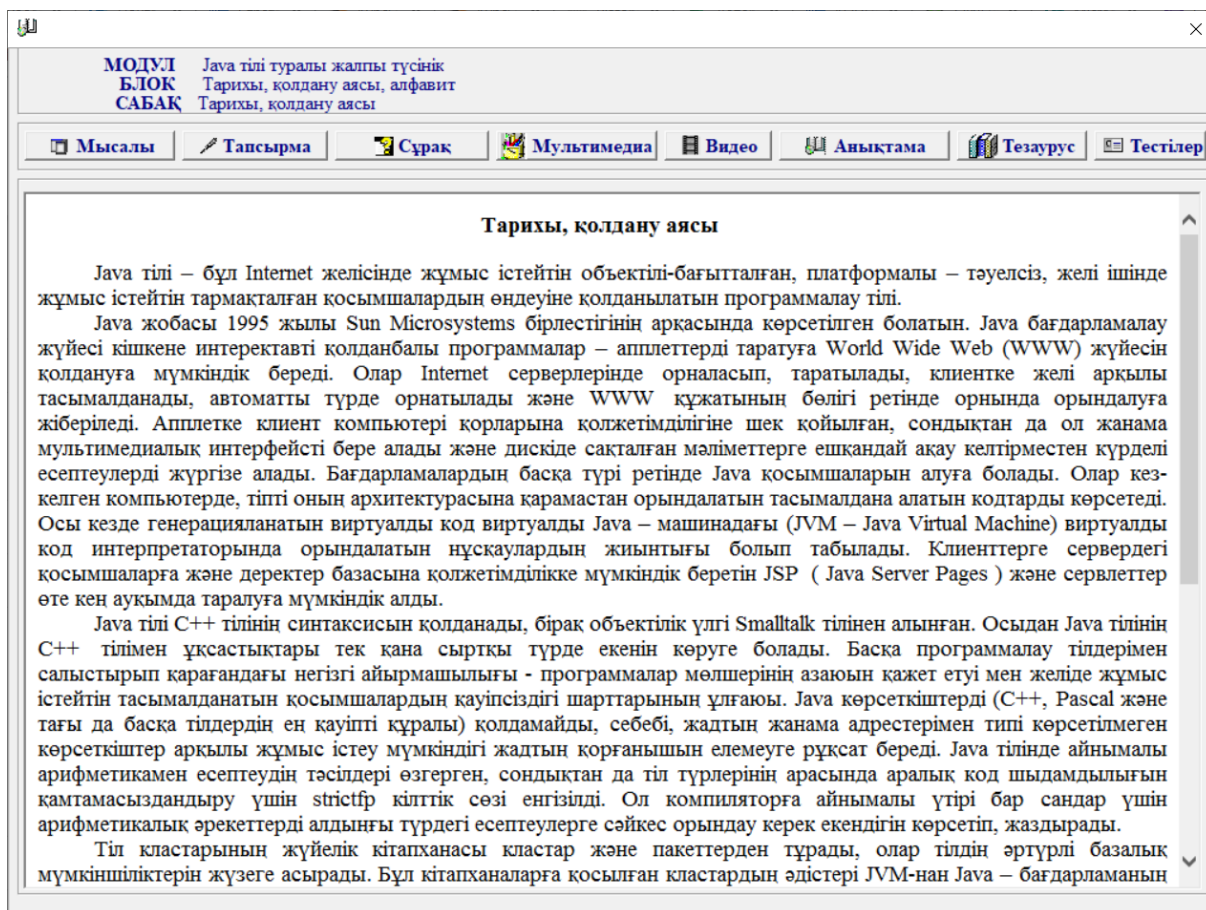 МОДУЛ Java тілі туралы жалпы түсінік
БЛОК Тарихы, қолдану аясы, алфавит
САБАҚ Тарихы, қолдану аясы
Мысалы Тапсырма Сұрақ Мультимедиа Видео Анықтама Тезаурус Тестілер
Тарихы, қолдану аясы
Java тілі – бұл Internet желісінде жұмыс істейтін объектілі-бағытталған, платформалы – тәуелсіз, желі ішінде
жұмыс істейтін тармақталған қосымшалардың өңдеуіне қолданылатын программалау тілі.
Java жобасы 1995 жылы Sun Microsystems бірлестігінің арқасында көрсетілген болатын. Java бағдарламалау
жүйесі кішкене интеректавті қолданбалы программалар – апплеттерді таратуға World Wide Web (WWW) жүйесін
қолдануға мүмкіндік береді. Олар Internet серверлерінде орналасып, таратылады, клиентке желі арқылы
тасымалданады, автоматты түрде орнатылады және WWW құжатының бөлігі ретінде орнында орындалуға
жіберіледі. Апплетке клиент компьютері қорларына қолжетімділігіне шек қойылған, сондықтан да ол жанама
мультимедиалық интерфейсті бере алады және дискіде сақталған мәліметтерге ешқандай ақау келтірместен күрделі
есептеулерді жүргізе алады. Бағдарламалардың басқа түрі ретінде Java қосымшаларын алуға болады. Олар кез-
келген компьютерде, тіпті оның архитектурасына қарамастан орындалатын тасымалдана алатын кодтарды көрсетеді.
Осы кезде генерацияланатын виртуалды код виртуалды Java – машинадағы (JVM – Java Virtual Machine) виртуалды
код интерпретаторында орындалатын нұсқаулардың жиынтығы болып табылады. Клиенттерге сервердегі
қосымшаларға және деректер базасына қолжетімділікке мүмкіндік беретін JSP ( Java Server Pages ) және сервлеттер
өте кең ауқымда таралуға мүмкіндік алды.
Java тілі C++ тілінің синтаксисын қолданады, бірақ объектілік үлгі Smalltalk тілінен алынған. Осыдан Java тілінің
C++ тілімен ұқсастықтары тек қана сыртқы түрде екенін көруге болады. Басқа программалау тілдерімен
салыстырып қарағандағы негізгі айырмашылығы - программалар мөлшерінің азаюын қажет етуі мен желіде жұмыс
істейтін тасымалданатын қосымшалардың қауіпсіздігі шарттарының ұлғаюы. Java көрсеткіштерді (C++, Pascal және
тағы да басқа тілдердің ең қауіпті құралы) қолдамайды, себебі, жадтың жанама адрестерімен типі көрсетілмеген
көрсеткіштер арқылы жұмыс істеу мүмкіндігі жадтың қорғанышын елемеуге рұқсат береді. Java тілінде айнымалы
арифметикамен есептеудің тәсілдері өзгерген, сондықтан да тіл түрлерінің арасында аралық код шыдамдылығын
қамтамасыздандыру үшін strictfp кілттік сөзі енгізілді. Ол компиляторға айнымалы үтірі бар сандар үшін
арифметикалық әрекеттерді алдыңғы түрдегі есептеулерге сәйкес орындау керек екендігін көрсетіп, жаздырады.
Тіл кластарының жүйелік кітапханасы кластар және пакеттерден тұрады, олар тілдің әртүрлі базалық
мүмкіншіліктерін жүзеге асырады. Бұл кітапханаларға қосылған кластардың әдістері JVM-нан Java – бағдарламаның